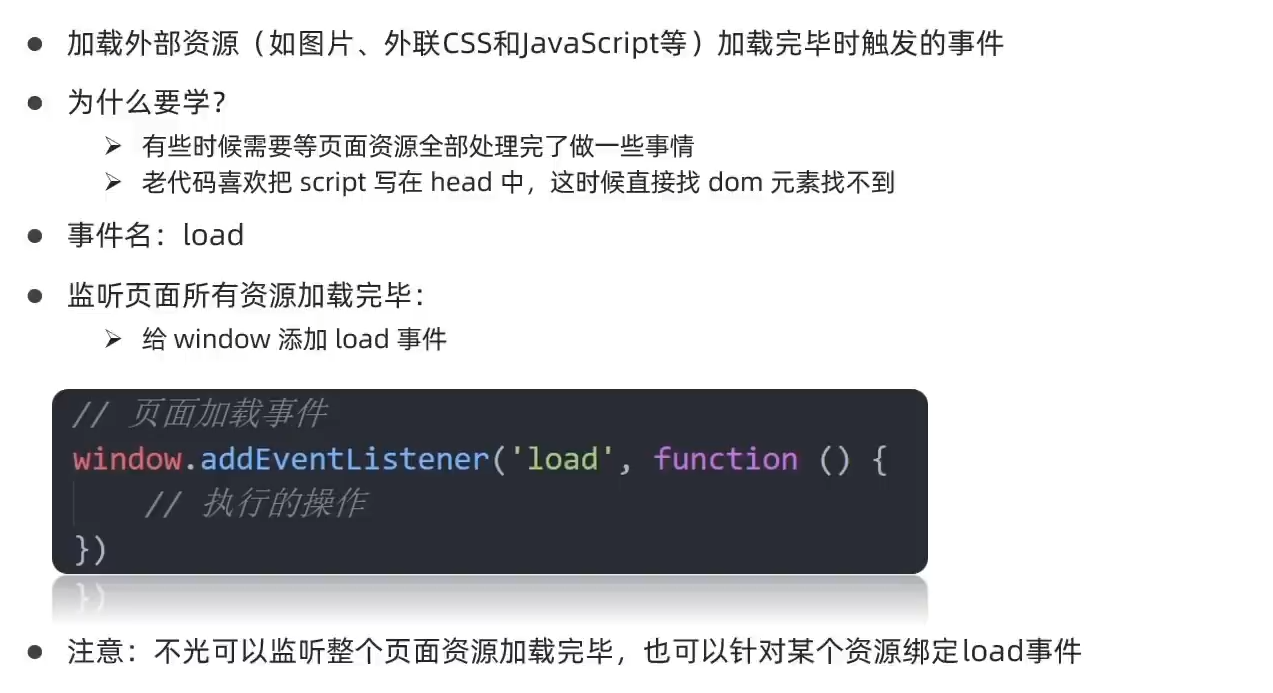 ● 加载外部资源（如图片、外联CSS和JavaScript等）加载完毕时触发的事件
● 为什么要学？
➢ 有些时候需要等页面资源全部处理完了做一些事情
➢ 老代码喜欢把 script 写在 head 中，这时候直接找 dom 元素找不到
● 事件名：load
● 监听页面所有资源加载完毕：
➢ 给 window 添加 load 事件
// 页面加载事件
window.addEventListener('load', function () {
    // 执行的操作
})
● 注意：不光可以监听整个页面资源加载完毕，也可以针对某个资源绑定load事件